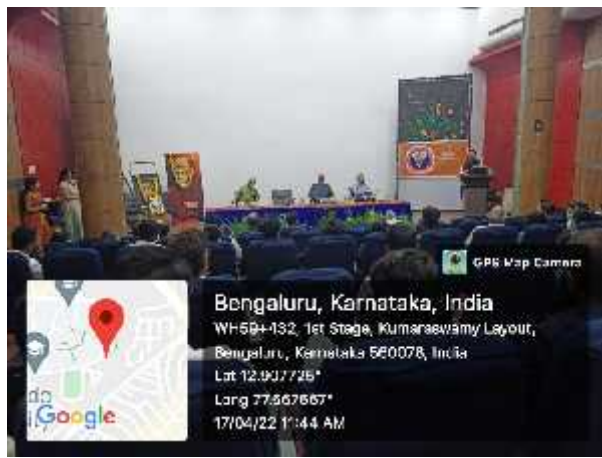 GPS Map Camera
Bengaluru, Karnataka, India
WH59+132, 1st Stage, Kumaraswamy Layout,
Bengaluru, Karnataka 560078, India
Lat 12.907726°
Long 77.567667°
17/04/22 11:44 AM
Google